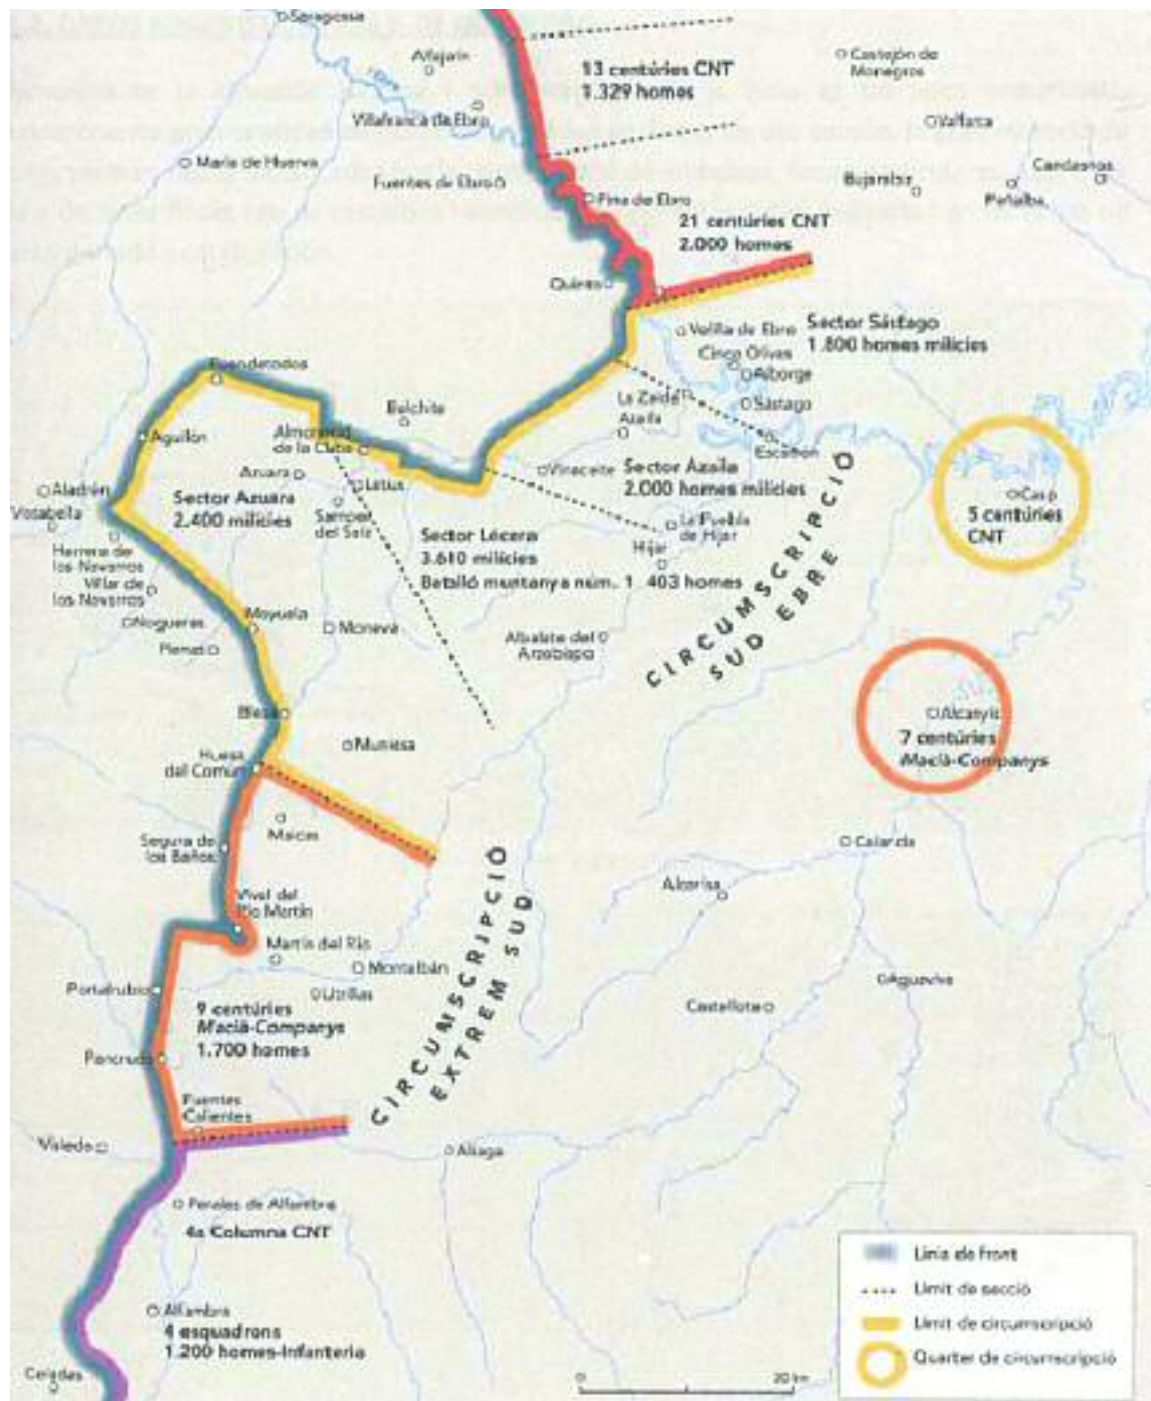 Saragossa
Alfajarín
Castejón de
Monegros
13 centúries CNT
1.329 homes
Villafranca de Ebro
Valfarta
María de Huerva
Candasnos
Fuentes de Ebro
Bujaraloz
Peñalba
Pina de Ebro
21 centúries CNT
2.000 homes
Quinto
Velilla de Ebro
Sector Sástago
1.800 homes milícies
Cinco Olivas
Alborge
Fuendetodos
La Zaida
Sástago
Belchite
Azaila
Escatrón
Aguilón
Almonacid
de la Cuba
Vinaceite
Sector Azaila
2.000 homes milícies
Azuara
Letux
Aladrén
Casp
5 centúries
CNT
Sector Azuara
2.400 milícies
Vistabella
Samper
del Salz
La Puebla
de Híjar
Sector Lécera
3.610 milícies
Batalló muntanya núm. 1 403 homes
Híjar
Herrera de
los Navarros
Villar de
los Navarros
CIRCUMSCRIPCIÓ
SUD EBRE
Nogueras
Moyuela
Moneva
Albalate del
Arzobispo
Plenas
Blesa
Alcanyís
7 centúries
Macià-Companys
Muniesa
Huesa
del Común
Maicas
Segura de
los Baños
Calanda
Alcorisa
Vivel del
Río Martín
CIRCUMSCRIPCIÓ
EXTREM SUD
Martín del Río
Montalbán
Portalrubio
Utrillas
Aguaviva
Castellote
9 centúries
Macià-Companys
1.700 homes
Pancrudo
Fuentes
Calientes
Visiedo
Aliaga
Perales de Alfambra
4a Columna CNT
Alfambra
4 esquadrons
1.200 homes-Infanteria
Celadas
0 20 km
Línia de front
Límit de secció
Límit de circumscripció
Quarter de circumscripció